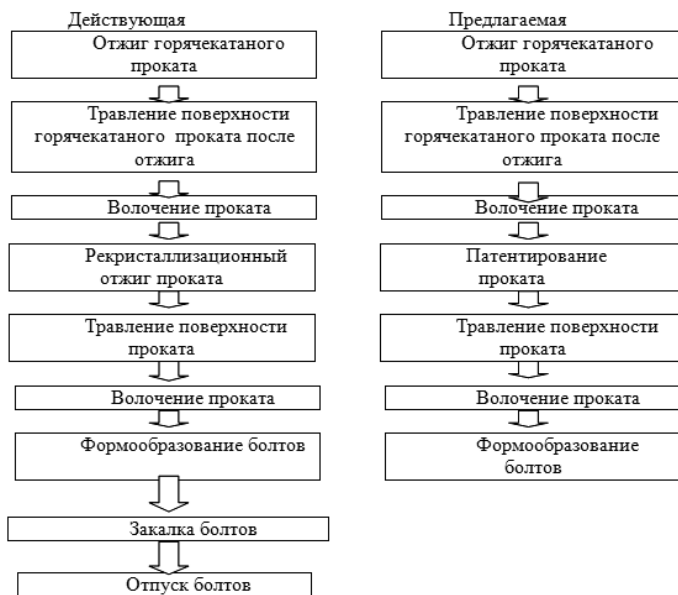 Действующая
Отжиг горячекатаного
проката
Травление поверхности
горячекатаного проката после
отжига
Волочение проката
Рекристаллизационный
отжиг проката
Травление поверхности
проката
Волочение проката
Формообразование болтов
Закалка болтов
Отпуск болтов
Предлагаемая
Отжиг горячекатаного
проката
Травление поверхности
горячекатаного проката после
отжига
Волочение проката
Патентирование
проката
Травление поверхности
проката
Волочение проката
Формообразование
болтов